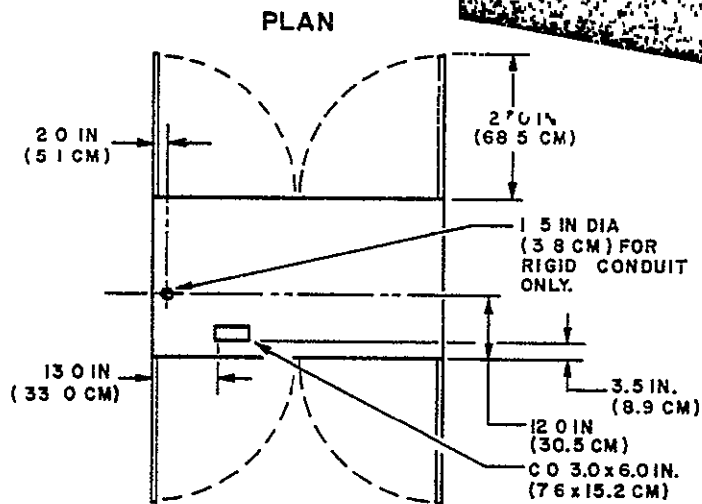 PLAN
2 0 IN
(5 1 CM)
IN
(68 5 CM)
1 5 IN DIA
(3 8 CM) FOR
RIGID CONDUIT
ONLY.
13 0 IN
(33 0 CM)
3.5 IN.
(8.9 CM)
12 0 IN
(30.5 CM)
C O 3.0 x 6.0 IN.
(7 6 x 15.2 CM)